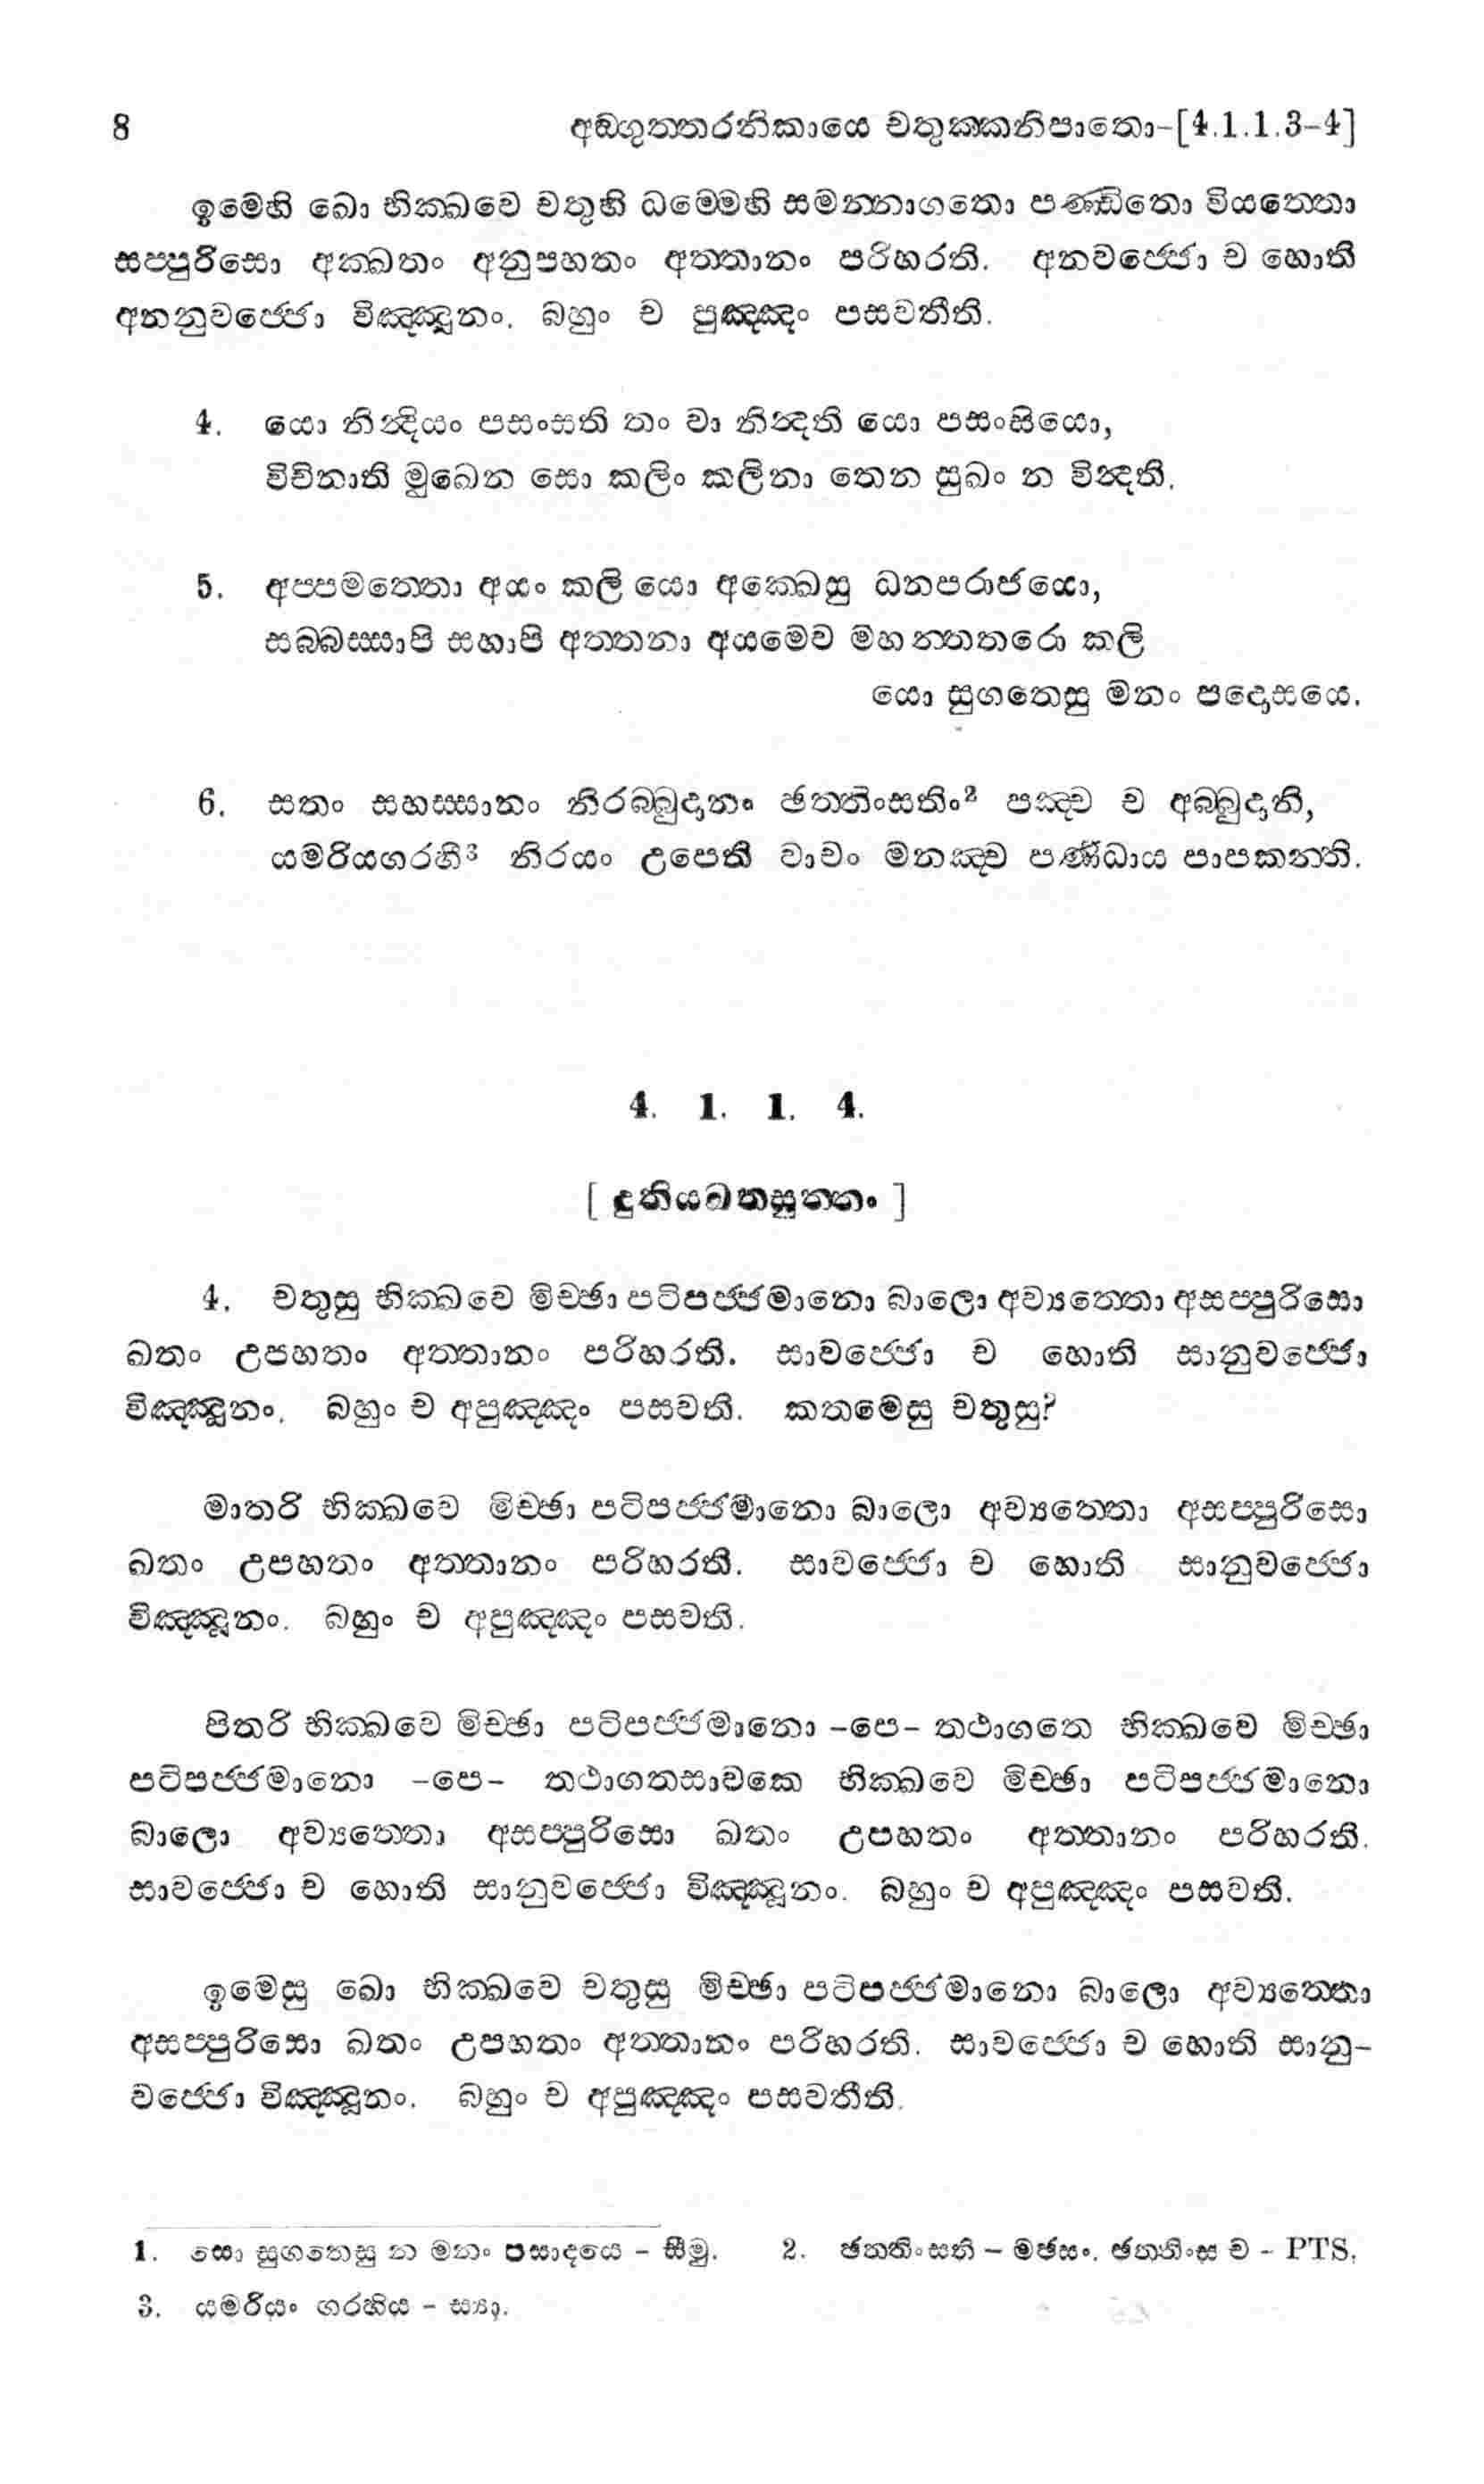 8 අඞගුත්තරනිකායෙ චතුක්කනිපාතො-[4.1.1.3-4]
ඉමෙහි ඛො භික්ඛවෙ චතූහි ධම්මෙහි සමන්නාගතො පණ්ඩිතො වියත්තො
සප්පුරිසො අක්ඛතං අනුපහතං අත්තානං පරිහරති. අනවජ්ජො ච හොති
අනනුවජ්ජො විඤ්ඤූනං. බහුං ච පුඤ්ඤං පසවතීති.
4. යො නින්දියං පසංසති තං වා නින්දති යො පසංසියො,
විචිනාති මුඛෙන සො කලිං කලිනා තෙන සුඛං න වින්දති.
5. අප්පමත්තො අයං කලි යො අක්ඛෙසු ධනපරාජයො,
සබ්බස්සාපි සහාපි අත්තනා අයමෙව මහන්තතරො කලි
යො සුගතෙසු මනං පදොසයෙ.
6. සතං සහස්සානං නිරබ්බුදානං ඡත්තිංසතිං² පඤ්ච ච අබ්බුදානි,
යමරියගරහී³ නිරයං උපෙති වාචං මනඤ්ච පණිධාය පාපකන්ති.
4. 1. 1. 4.
[ දුතියඛතසුත්තං ]
4. චතුසු භික්ඛවෙ මිච්ඡා පටිපජ්ජමානො බාලො අව්‍යත්තො අසප්පුරිසො
ඛතං උපහතං අත්තානං පරිහරති. සාවජ්ජො ච හොති සානුවජ්ජො
විඤ්ඤූනං. බහුං ච අපුඤ්ඤං පසවති. කතමෙසු චතුසු?
මාතරි භික්ඛවෙ මිච්ඡා පටිපජ්ජමානො බාලො අව්‍යත්තො අසප්පුරිසො
ඛතං උපහතං අත්තානං පරිහරති. සාවජ්ජො ච හොති සානුවජ්ජො
විඤ්ඤූනං. බහුං ච අපුඤ්ඤං පසවති.
පිතරි භික්ඛවෙ මිච්ඡා පටිපජ්ජමානො -පෙ- තථාගතෙ භික්ඛවෙ මිච්ඡා
පටිපජ්ජමානො -පෙ- තථාගතසාවකෙ භික්ඛවෙ මිච්ඡා පටිපජ්ජමානො
බාලො අව්‍යත්තො අසප්පුරිසො ඛතං උපහතං අත්තානං පරිහරති.
සාවජ්ජො ච හොති සානුවජ්ජො විඤ්ඤූනං. බහුං ච අපුඤ්ඤං පසවති.
ඉමෙසු ඛො භික්ඛවෙ චතුසු මිච්ඡා පටිපජ්ජමානො බාලො අව්‍යත්තො
අසප්පුරිසො ඛතං උපහතං අත්තානං පරිහරති. සාවජ්ජො ච හොති සානු-
වජ්ජො විඤ්ඤූනං. බහුං ච අපුඤ්ඤං පසවතීති.
1. සො සුගතෙසු න මනං පසාදයෙ - සීමු. 2. ඡත්තිංසති - මඡසං. ඡත්තිංස ච - PTS.
3. යමරියං ගරහිය - ස්‍යා.